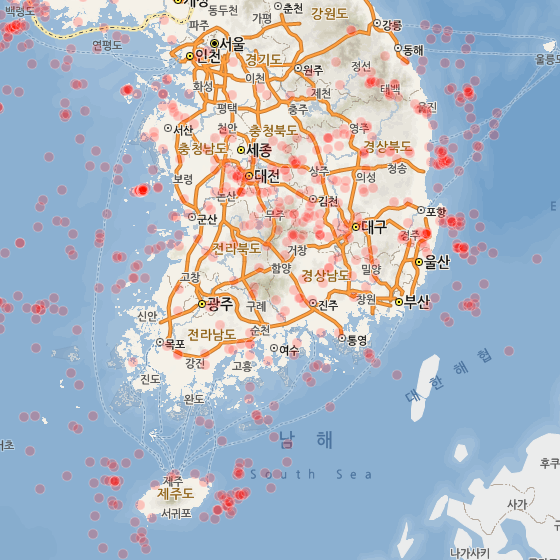 백령도
개성
동두천
춘천
강원도
파주
가평
강릉
연평도
서울
인천
경기도
동해
울릉도
원주
정선
화성
이천
제천
태백
평택
충주
울진
서산
천안
충청북도
영주
충청남도
세종
경상북도
보령
대전
상주
의성
청송
논산
김천
군산
무주
대구
포항
전라북도
거창
경주
고창
함양
경상남도
밀양
울산
신안
광주
구례
진주
창원
부산
전라남도
순천
목포
여수
통영
강진
고흥
진도
완도
대 한 해 협
남 해
South Sea
제주
제주도
서귀포
후쿠
사가
나가사키